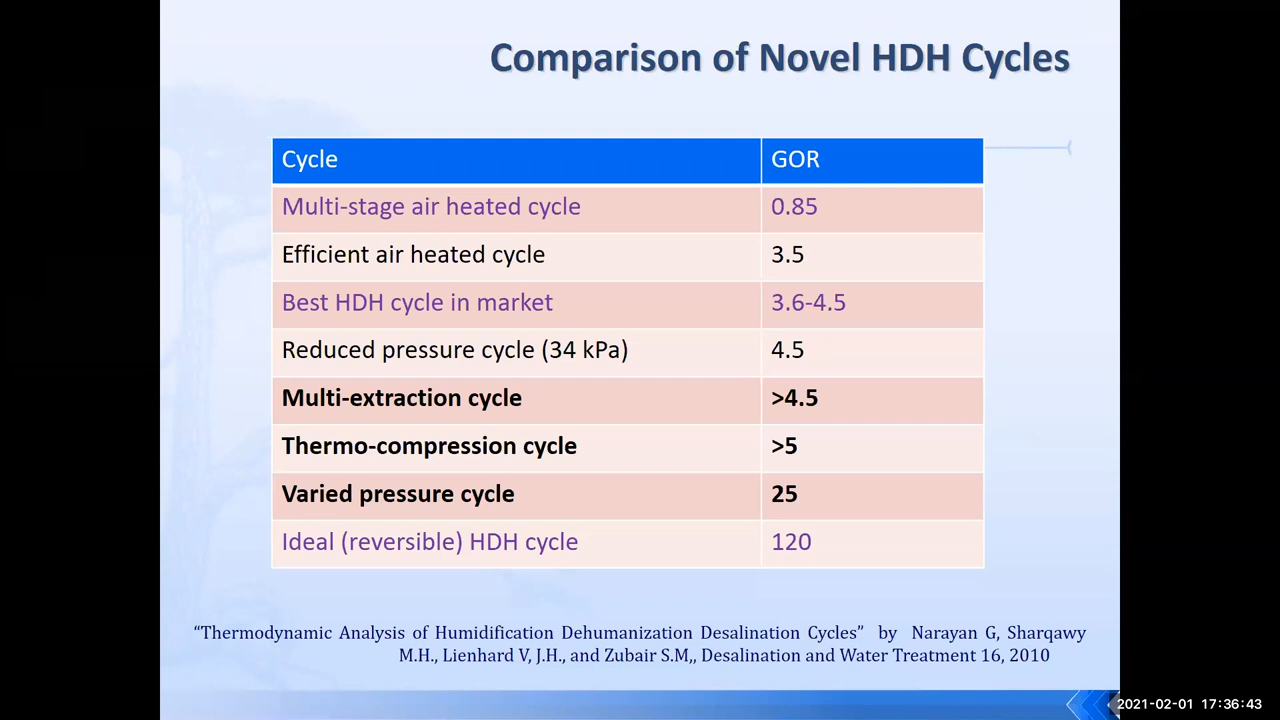 Comparison of Novel HDH Cycles
Cycle GOR
Multi-stage air heated cycle 0.85
Efficient air heated cycle 3.5
Best HDH cycle in market 3.6-4.5
Reduced pressure cycle (34 kPa) 4.5
Multi-extraction cycle >4.5
Thermo-compression cycle >5
Varied pressure cycle 25
Ideal (reversible) HDH cycle 120
“Thermodynamic Analysis of Humidification Dehumanization Desalination Cycles” by Narayan G, Sharqawy
M.H., Lienhard V, J.H., and Zubair S.M,, Desalination and Water Treatment 16, 2010
2021-02-01 17:36:43